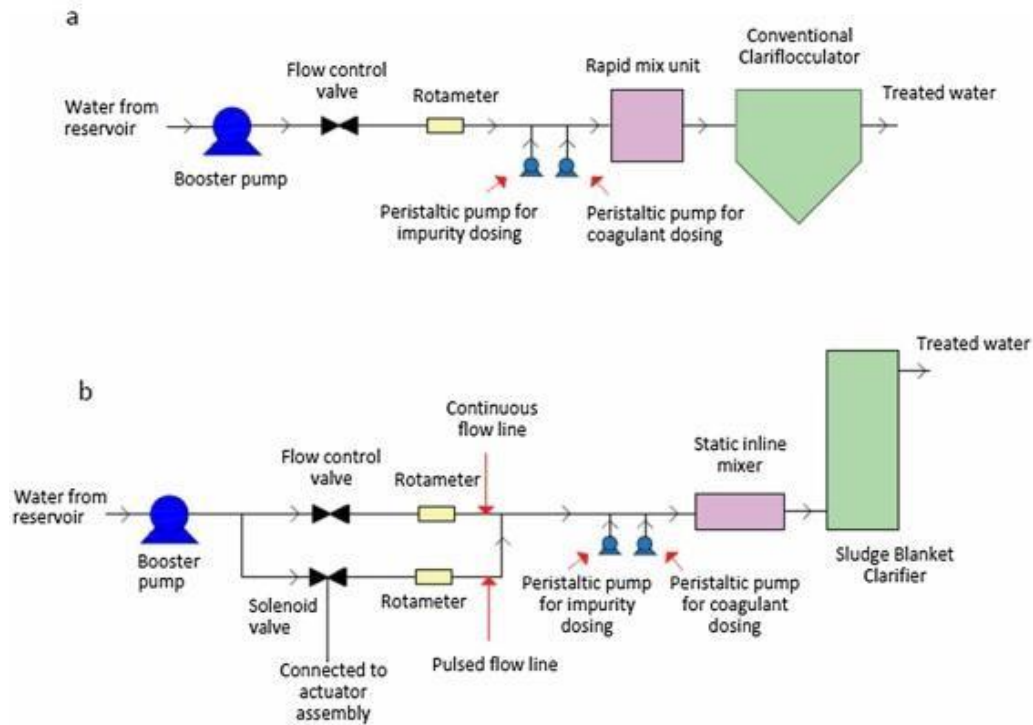 a
Conventional
Clariflocculator
Flow control
valve
Rapid mix unit
Rotameter
Treated water
Water from
reservoir
Booster pump
Peristaltic pump for
impurity dosing
Peristaltic pump for
coagulant dosing
b
Treated water
Continuous
flow line
Static inline
mixer
Flow control
valve
Rotameter
Water from
reservoir
Booster
pump
Sludge Blanket
Clarifier
Solenoid
valve
Rotameter
Peristaltic pump
for impurity
dosing
Peristaltic pump
for coagulant
dosing
Pulsed flow line
Connected to
actuator
assembly